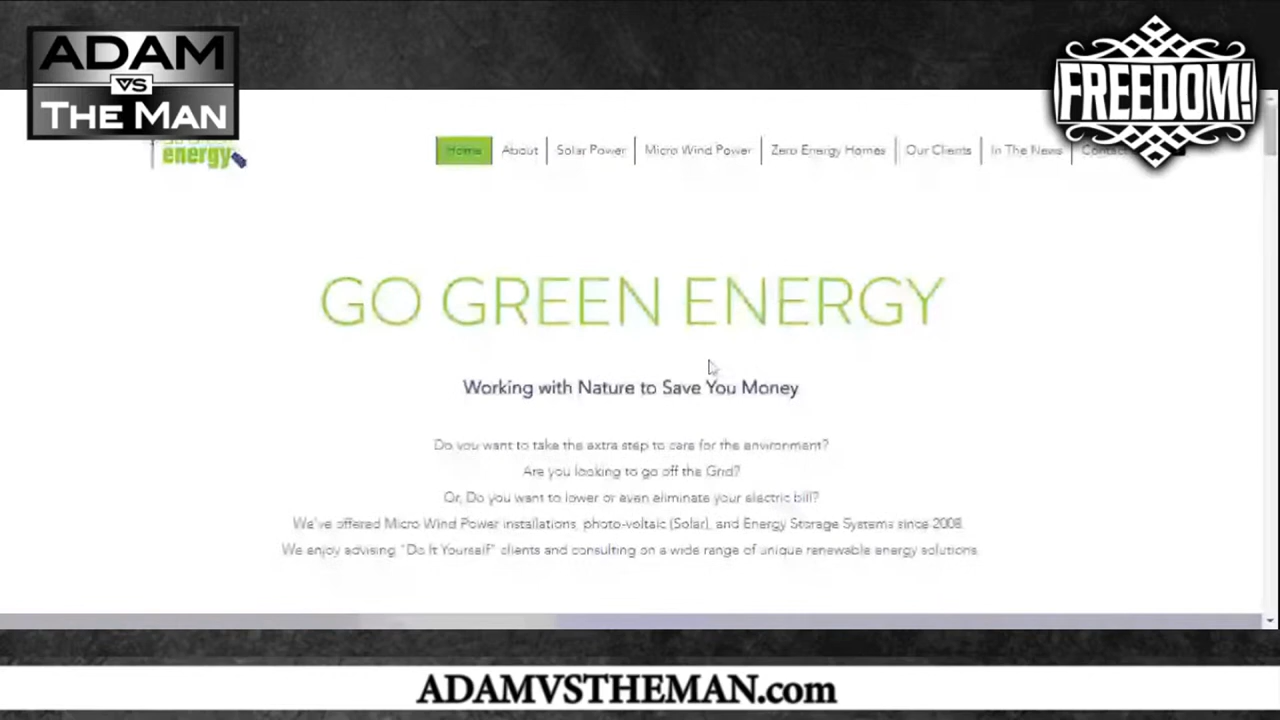 ADAM
VS
THE MAN
FREEDOM!
energy
Home
About
Solar Power
Micro Wind Power
Zero Energy Homes
Our Clients
In The News
GO GREEN ENERGY
Working with Nature to Save You Money
Do you want to take the extra step to care for the environment?
Are you looking to go off the Grid?
Or, Do you want to lower or even eliminate your electric bill?
We've offered Micro Wind Power installations, photo-voltaic (Solar), and Energy Storage Systems since 2008.
We enjoy advising "Do It Yourself" clients and consulting on a wide range of unique renewable energy solutions.
ADAMVSTHEMAN.com